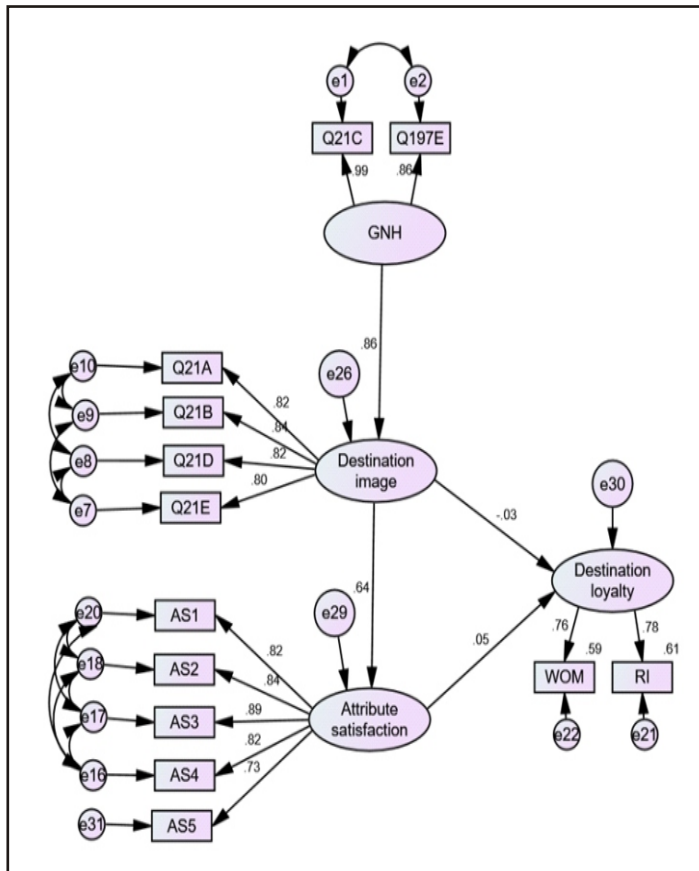 e1
e2
Q21C
Q197E
.99
.86
GNH
.86
e10
Q21A
e26
.82
e9
Q21B
.84
e8
Q21D
.82
Destination
image
e7
Q21E
.80
e30
-.03
Destination
loyalty
.64
e29
e20
AS1
.82
.05
.76
.59
.78
.61
e18
AS2
.84
WOM
RI
e17
AS3
.89
Attribute
satisfaction
e22
e21
e16
AS4
.82
.73
e31
AS5